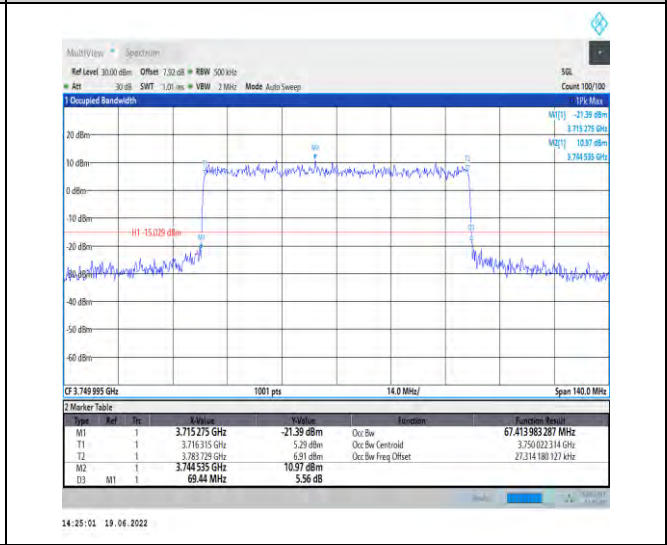 MultiView Spectrum
Ref Level 30.00 dBm Offset 7.92 dB RBW 500 kHz SGL
Att 30 dB SWT 1.01 ms VBW 2 MHz Mode Auto Sweep Count 100/100
1 Occupied Bandwidth 1Pk Max
M1[1] -21.39 dBm
3.715 275 GHz
M2[1] 10.97 dBm
3.744 535 GHz
20 dBm
M2
T1 T2
10 dBm
0 dBm
-10 dBm
H1 -15.029 dBm
D3
M1
-20 dBm
-30 dBm
-40 dBm
-50 dBm
-60 dBm
CF 3.749 995 GHz 1001 pts 14.0 MHz/ Span 140.0 MHz
2 Marker Table
Type Ref Trc X-Value Y-Value Function Function Result
M1 1 3.715 275 GHz -21.39 dBm Occ Bw 67.413 983 287 MHz
T1 1 3.716 315 GHz 5.29 dBm Occ Bw Centroid 3.750 022 314 GHz
T2 1 3.783 729 GHz 6.91 dBm Occ Bw Freq Offset 27.314 180 127 kHz
M2 1 3.744 535 GHz 10.97 dBm
D3 M1 1 69.44 MHz 5.56 dB
14:25:01 19.06.2022